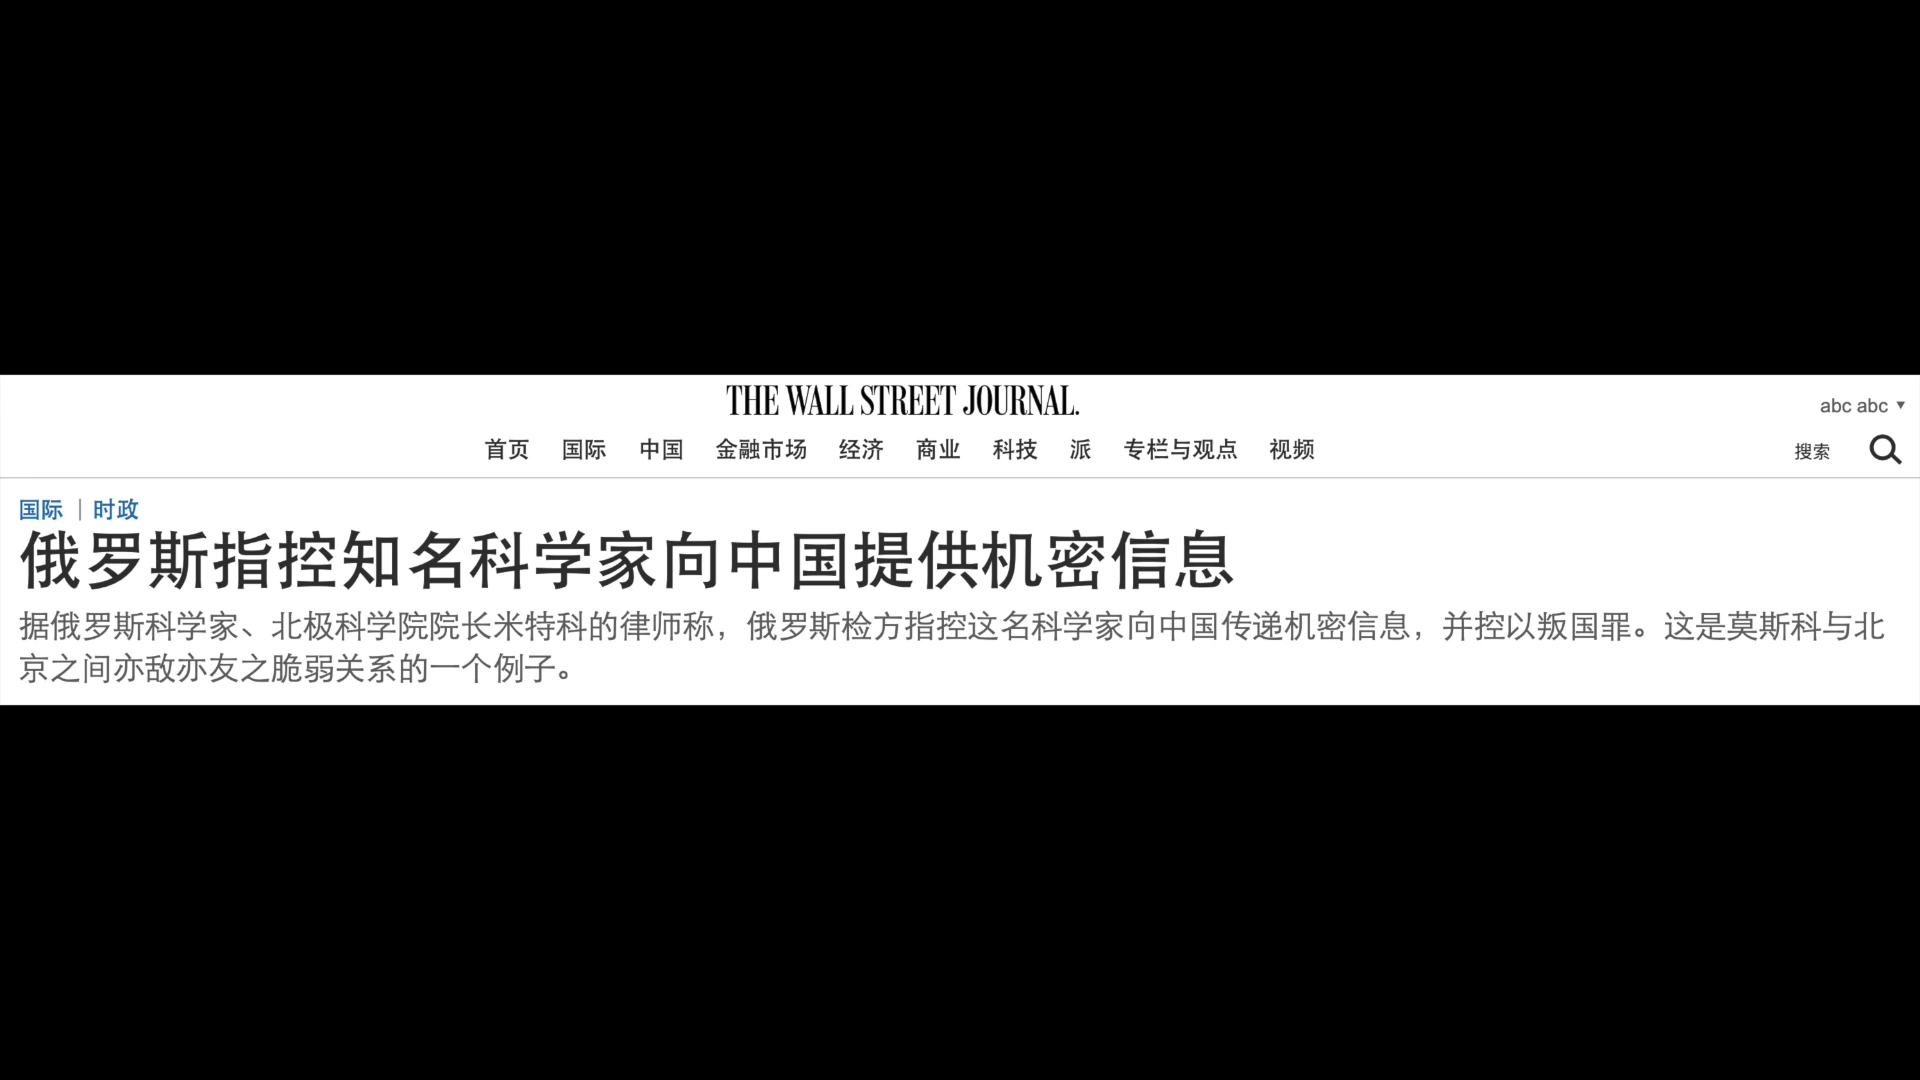 THE WALL STREET JOURNAL.
abc abc ▼
首页 国际 中国 金融市场 经济 商业 科技 派 专栏与观点 视频
搜索
国际 | 时政
俄罗斯指控知名科学家向中国提供机密信息
据俄罗斯科学家、北极科学院院长米特科的律师称，俄罗斯检方指控这名科学家向中国传递机密信息，并控以叛国罪。这是莫斯科与北
京之间亦敌亦友之脆弱关系的一个例子。